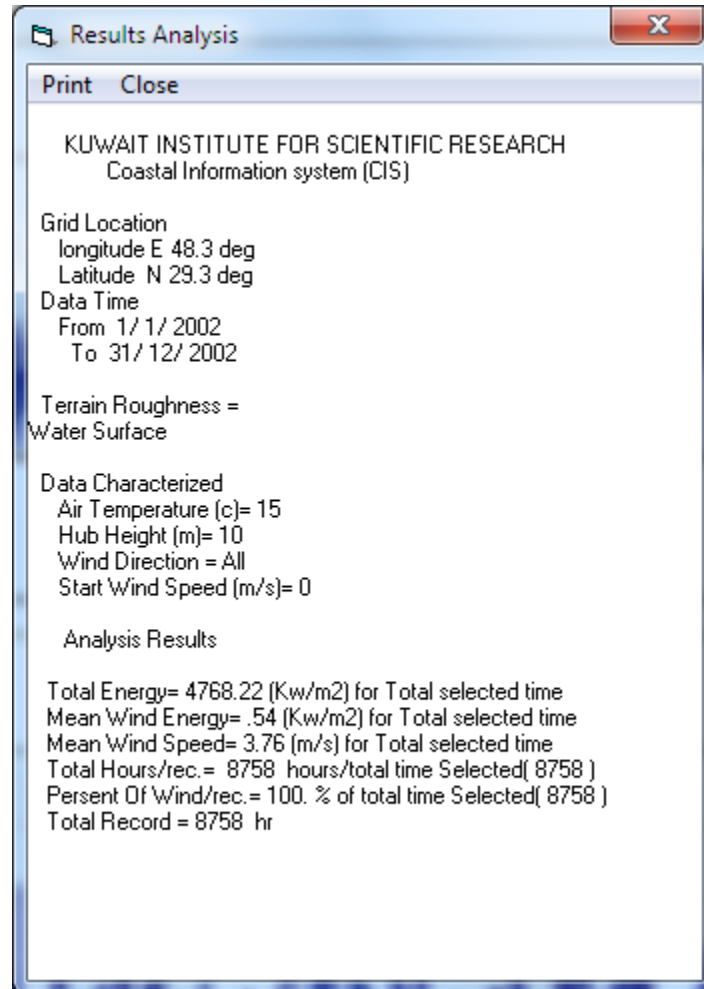 Results Analysis
Print Close
KUWAIT INSTITUTE FOR SCIENTIFIC RESEARCH
Coastal Information system (CIS)
Grid Location
longitude E 48.3 deg
Latitude N 29.3 deg
Data Time
From 1/ 1/ 2002
To 31/ 12/ 2002
Terrain Roughness =
Water Surface
Data Characterized
Air Temperature (c)= 15
Hub Height (m)= 10
Wind Direction = All
Start Wind Speed (m/s)= 0
Analysis Results
Total Energy= 4768.22 (Kw/m2) for Total selected time
Mean Wind Energy= .54 (Kw/m2) for Total selected time
Mean Wind Speed= 3.76 (m/s) for Total selected time
Total Hours/rec.= 8758 hours/total time Selected( 8758 )
Persent Of Wind/rec.= 100. % of total time Selected( 8758 )
Total Record = 8758 hr